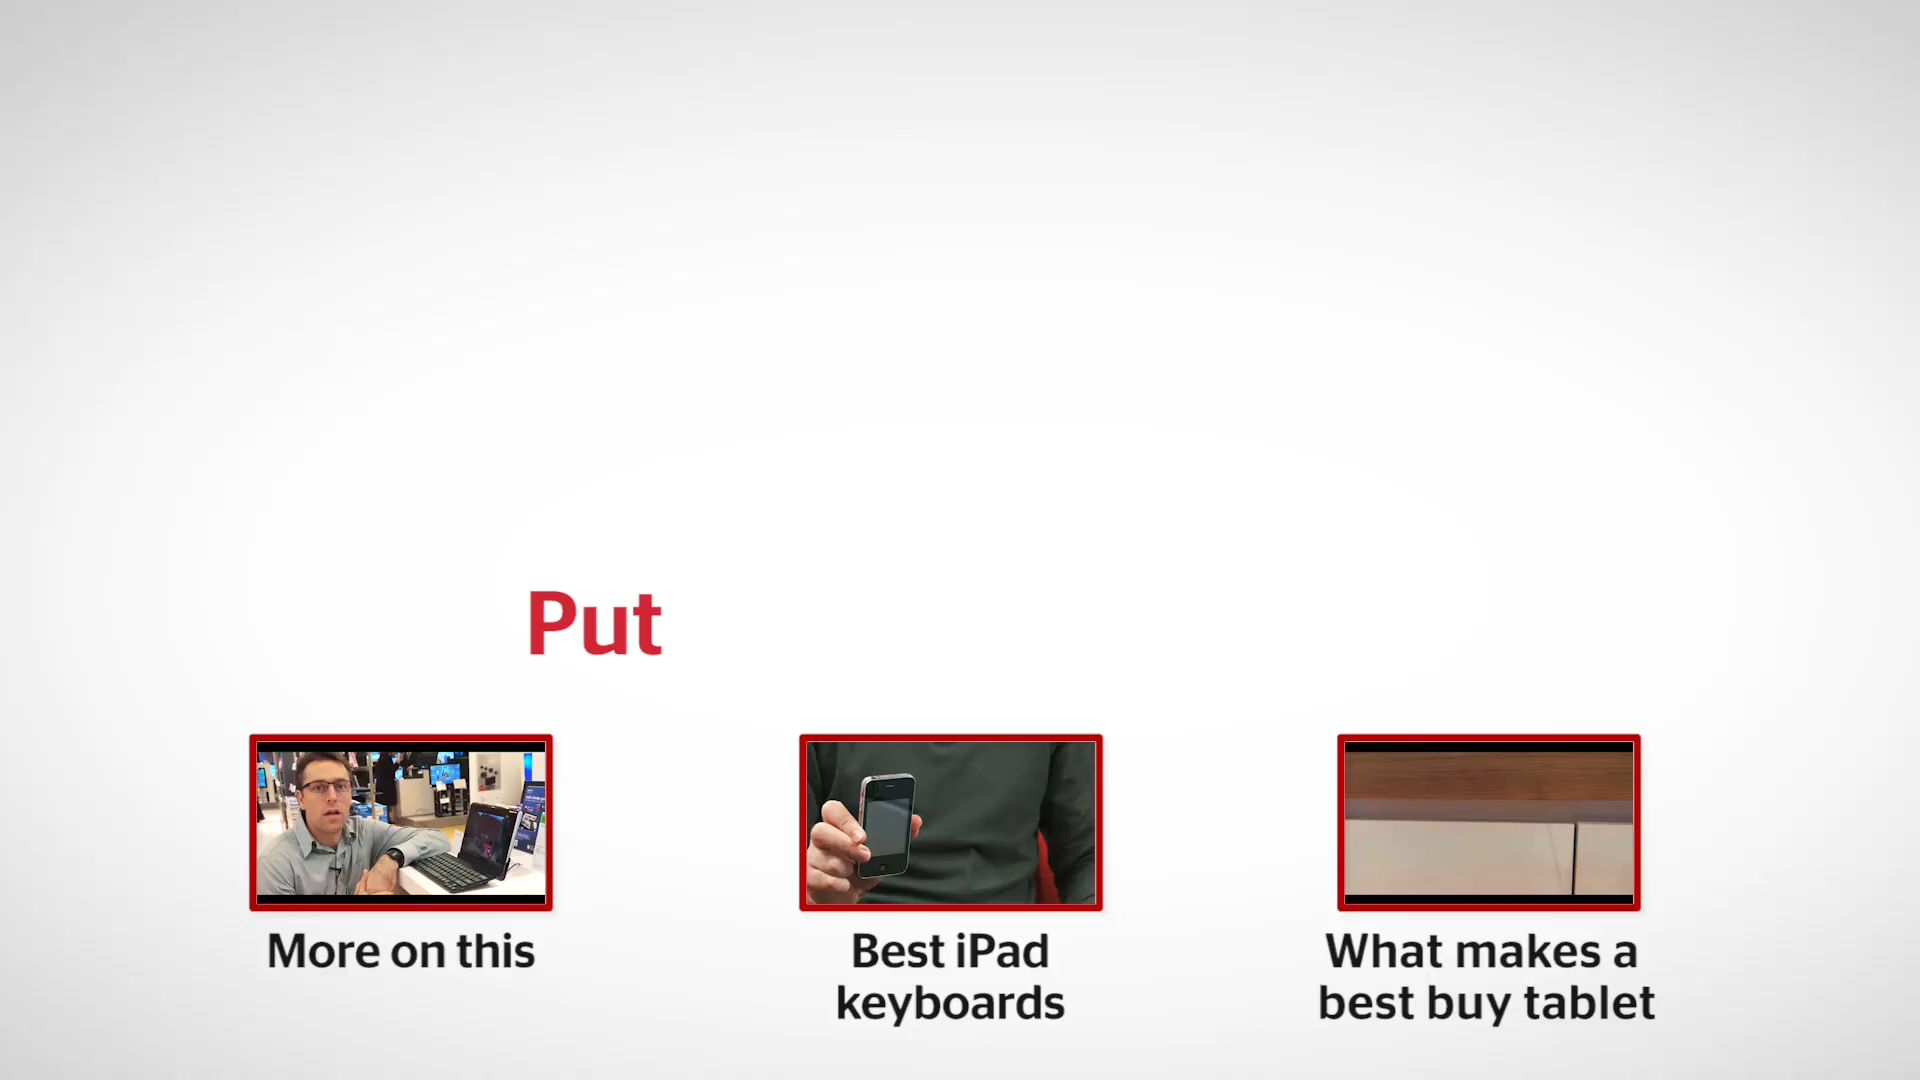 Put
More on this
Best iPad
keyboards
What makes a
best buy tablet